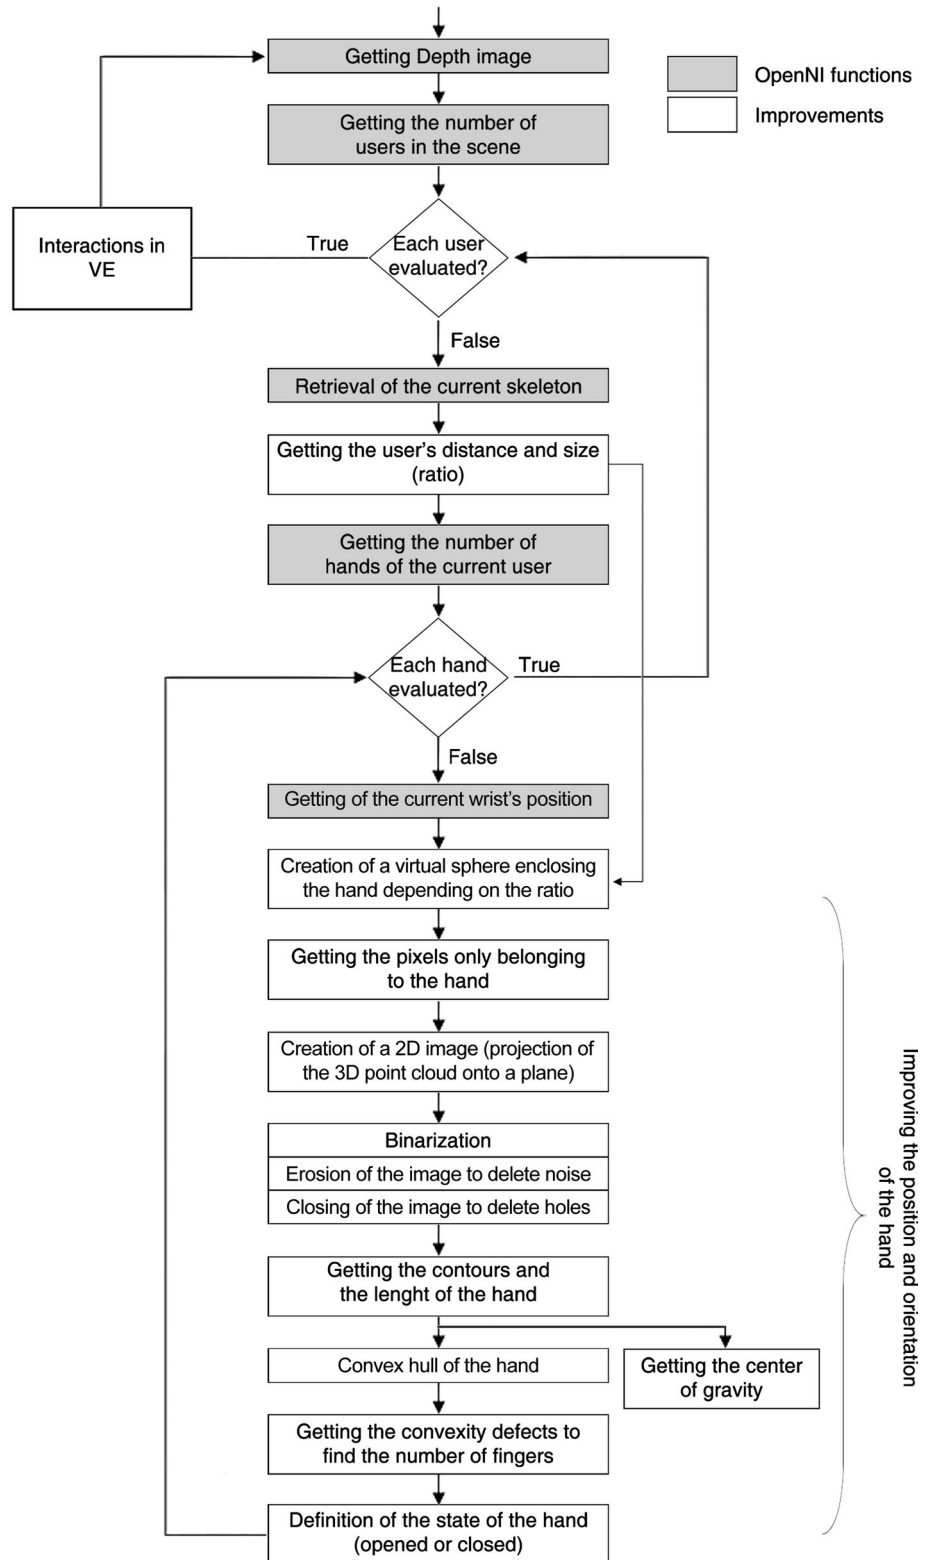 Getting Depth image
OpenNI functions
Improvements
Getting the number of
users in the scene
Each user
evaluated?
True
Interactions in
VE
False
Retrieval of the current skeleton
Getting the user's distance and size
(ratio)
Getting the number of
hands of the current user
Each hand
evaluated?
True
False
Getting of the current wrist's position
Creation of a virtual sphere enclosing
the hand depending on the ratio
Getting the pixels only belonging
to the hand
Creation of a 2D image (projection of
the 3D point cloud onto a plane)
Binarization
Erosion of the image to delete noise
Closing of the image to delete holes
Getting the contours and
the lenght of the hand
Convex hull of the hand
Getting the center
of gravity
Getting the convexity defects to
find the number of fingers
Definition of the state of the hand
(opened or closed)
Improving the position and orientation
of the hand